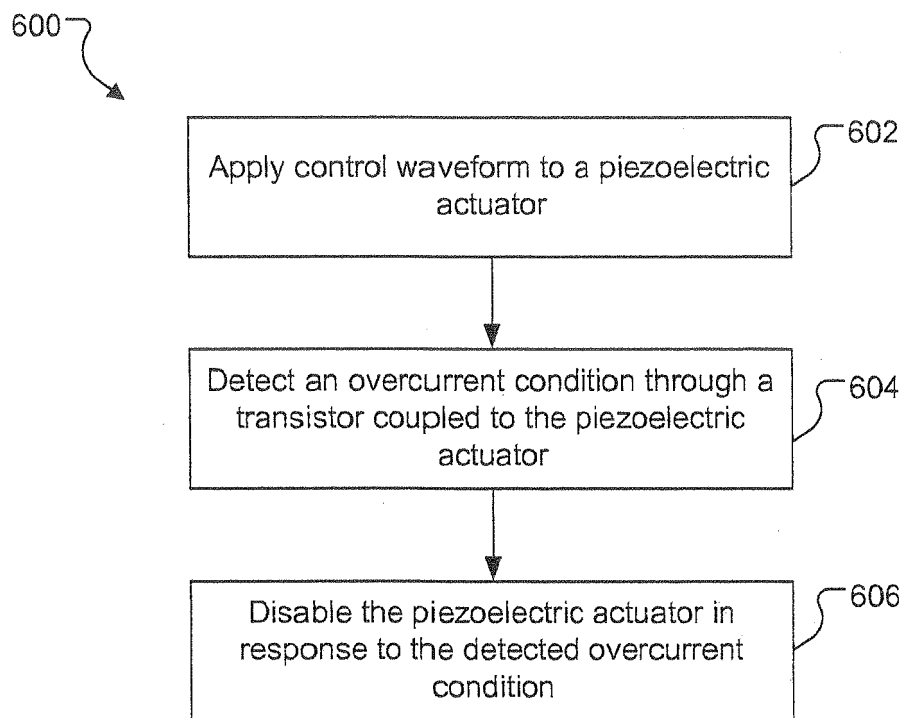 600
602
Apply control waveform to a piezoelectric
actuator
Detect an overcurrent condition through a
transistor coupled to the piezoelectric
actuator
604
Disable the piezoelectric actuator in
response to the detected overcurrent
condition
606